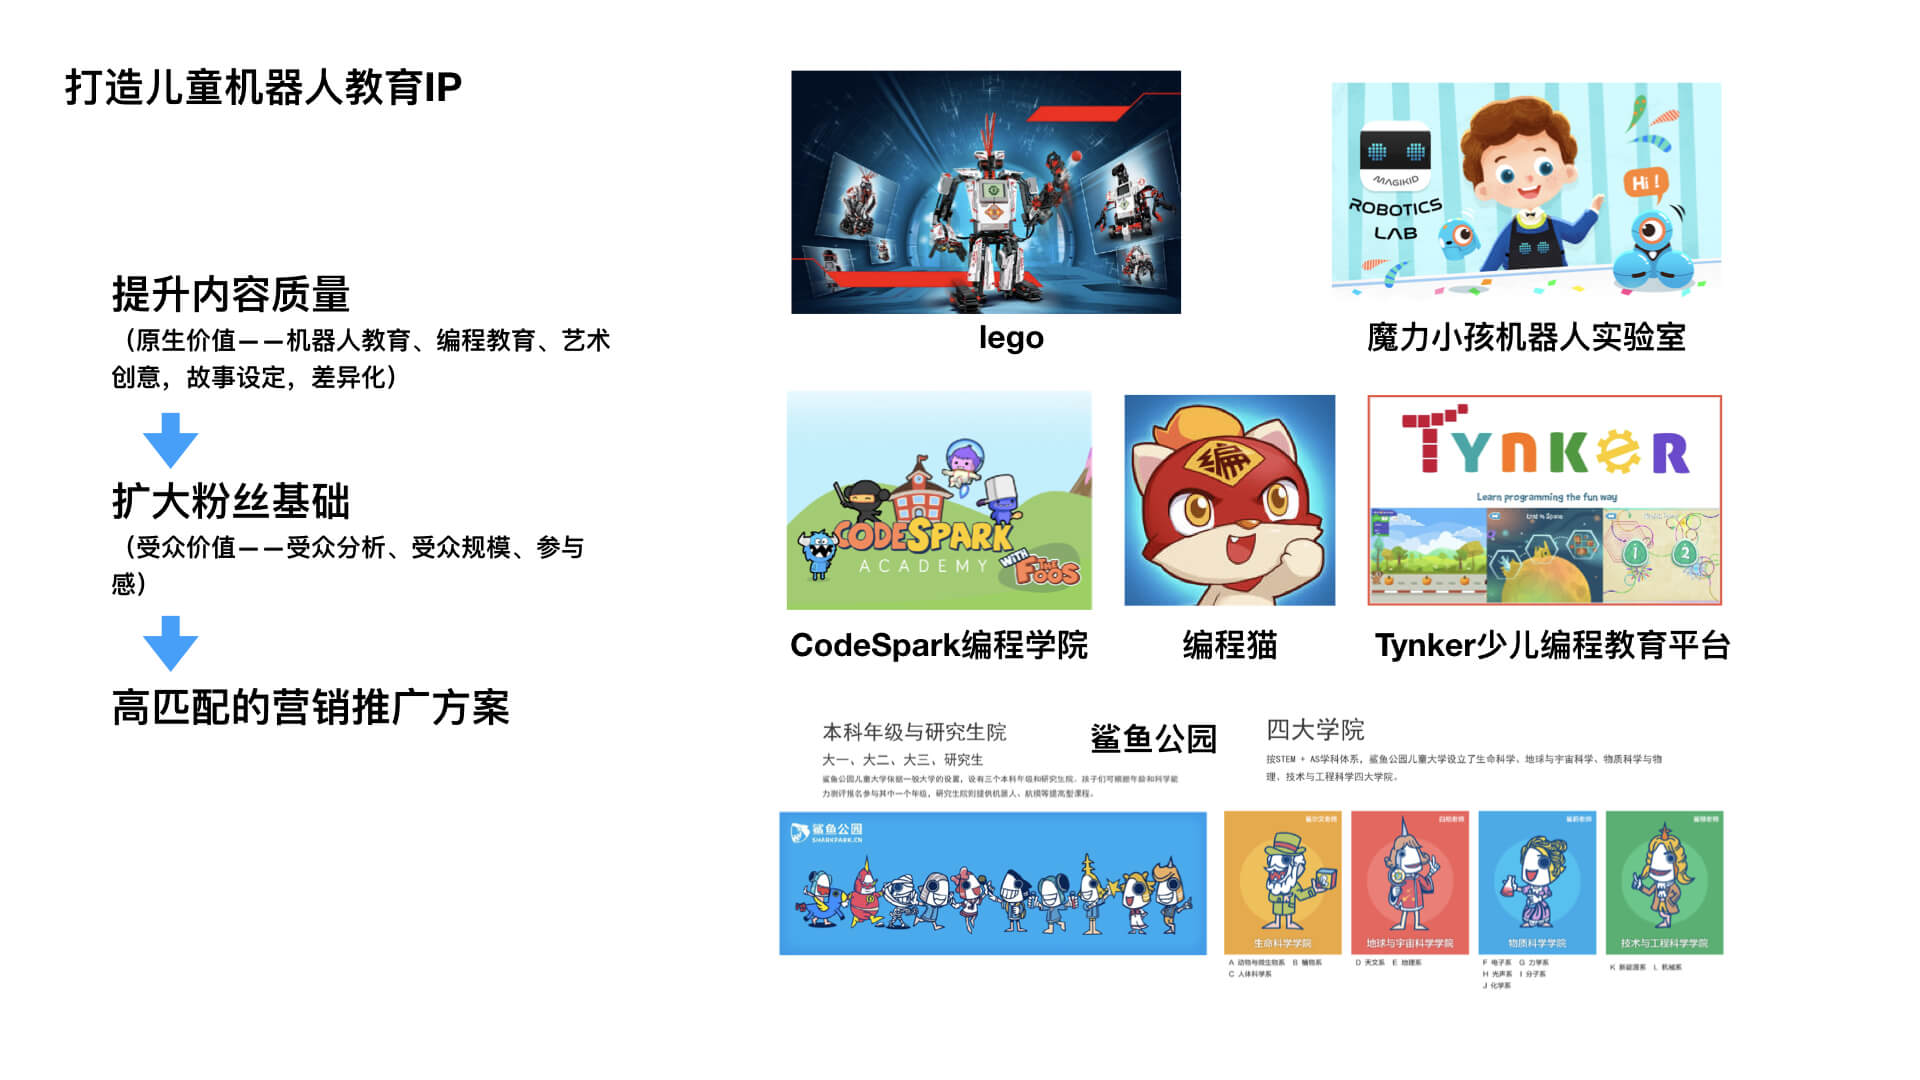 打造儿童机器人教育IP
提升内容质量
（原生价值——机器人教育、编程教育、艺术
创意，故事设定，差异化）
扩大粉丝基础
（受众价值——受众分析、受众规模、参与
感）
高匹配的营销推广方案
lego
MAGIKID
ROBOTICS
LAB
Hi !
魔力小孩机器人实验室
CODESPARK
ACADEMY
WITH
THE
FOOS
CodeSpark编程学院
编
编程猫
TYNKER
Learn programming the fun way
Lost in Space
1
2
Tynker少儿编程教育平台
本科年级与研究生院
大一、大二、大三、研究生
鲨鱼公园儿童大学依据一般大学的设置，设有三个本科年级和研究生院。孩子们可根据年龄和科学能
力测评报名参与其中一个年级，研究生院则提供机器人、航模等提高型课程。
鲨鱼公园
四大学院
按STEM + AS学科体系，鲨鱼公园儿童大学设立了生命科学、地球与宇宙科学、物质科学与物
理、技术与工程科学四大学院。
鲨鱼公园
SHARKPARK.CN
生命科学学院
地球与宇宙科学学院
物质科学学院
技术与工程科学学院
A 动物与微生物系 B 植物系
C 人体科学系
D 天文系 E 地理系
F 电子系 G 力学系
H 光声系 I 分子系
J 化学系
K 新能源系 L 机械系